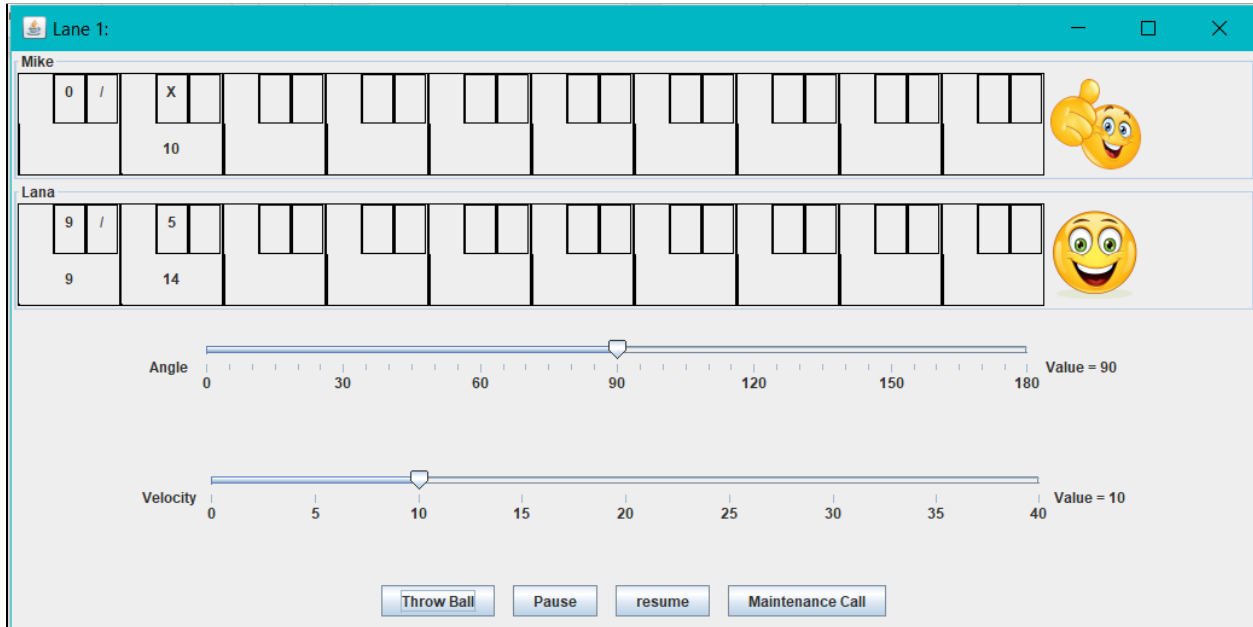 Lane 1:
Mike
0 / X
10
Lana
9 / 5
9 14
Angle Value = 90
0 30 60 90 120 150 180
Velocity Value = 10
0 5 10 15 20 25 30 35 40
Throw Ball Pause resume Maintenance Call